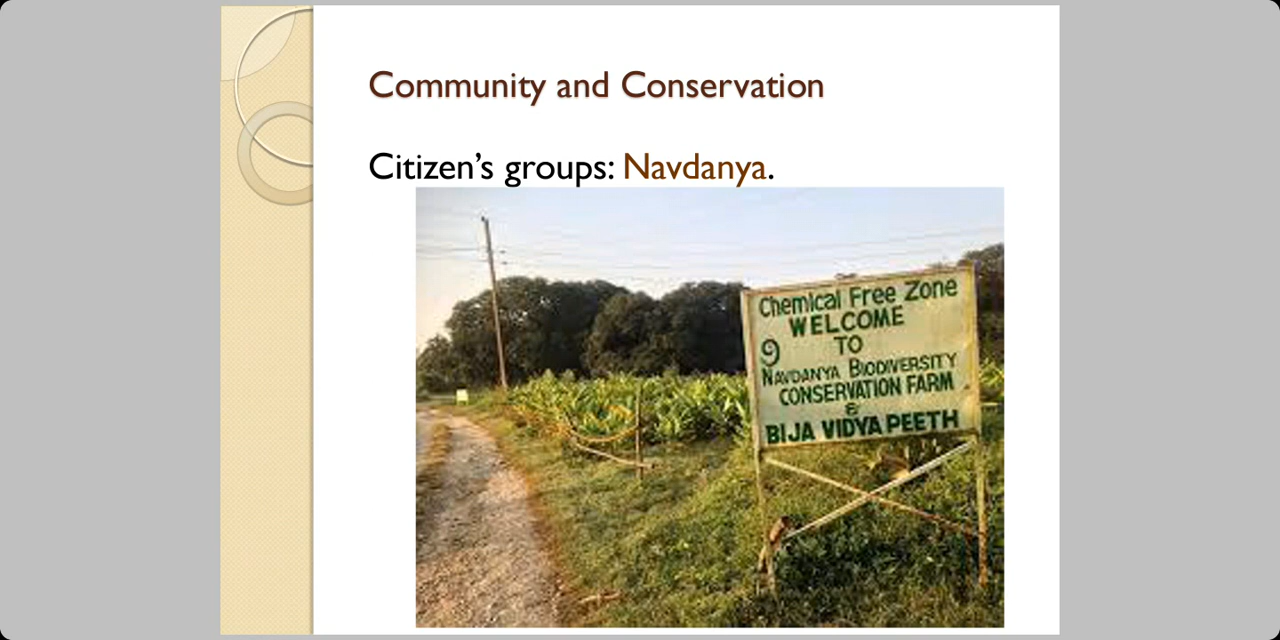 Community and Conservation
Citizen's groups: Navdanya.
Chemical Free Zone
WELCOME
TO
NAVDANYA BIODIVERSITY
CONSERVATION FARM
&
BIJA VIDYA PEETH